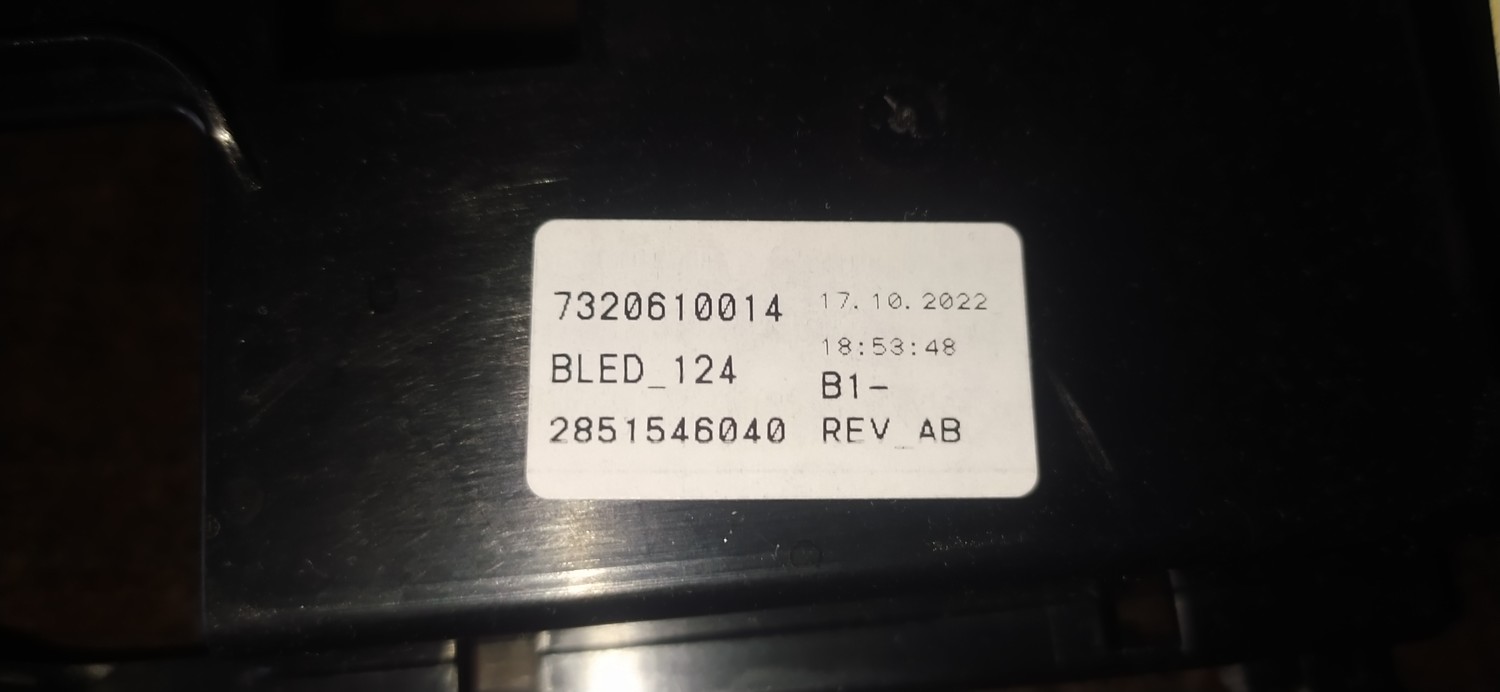 7320610014
BLED_124
2851546040
17.10.2022
18:53:48
B1-
REV_AB